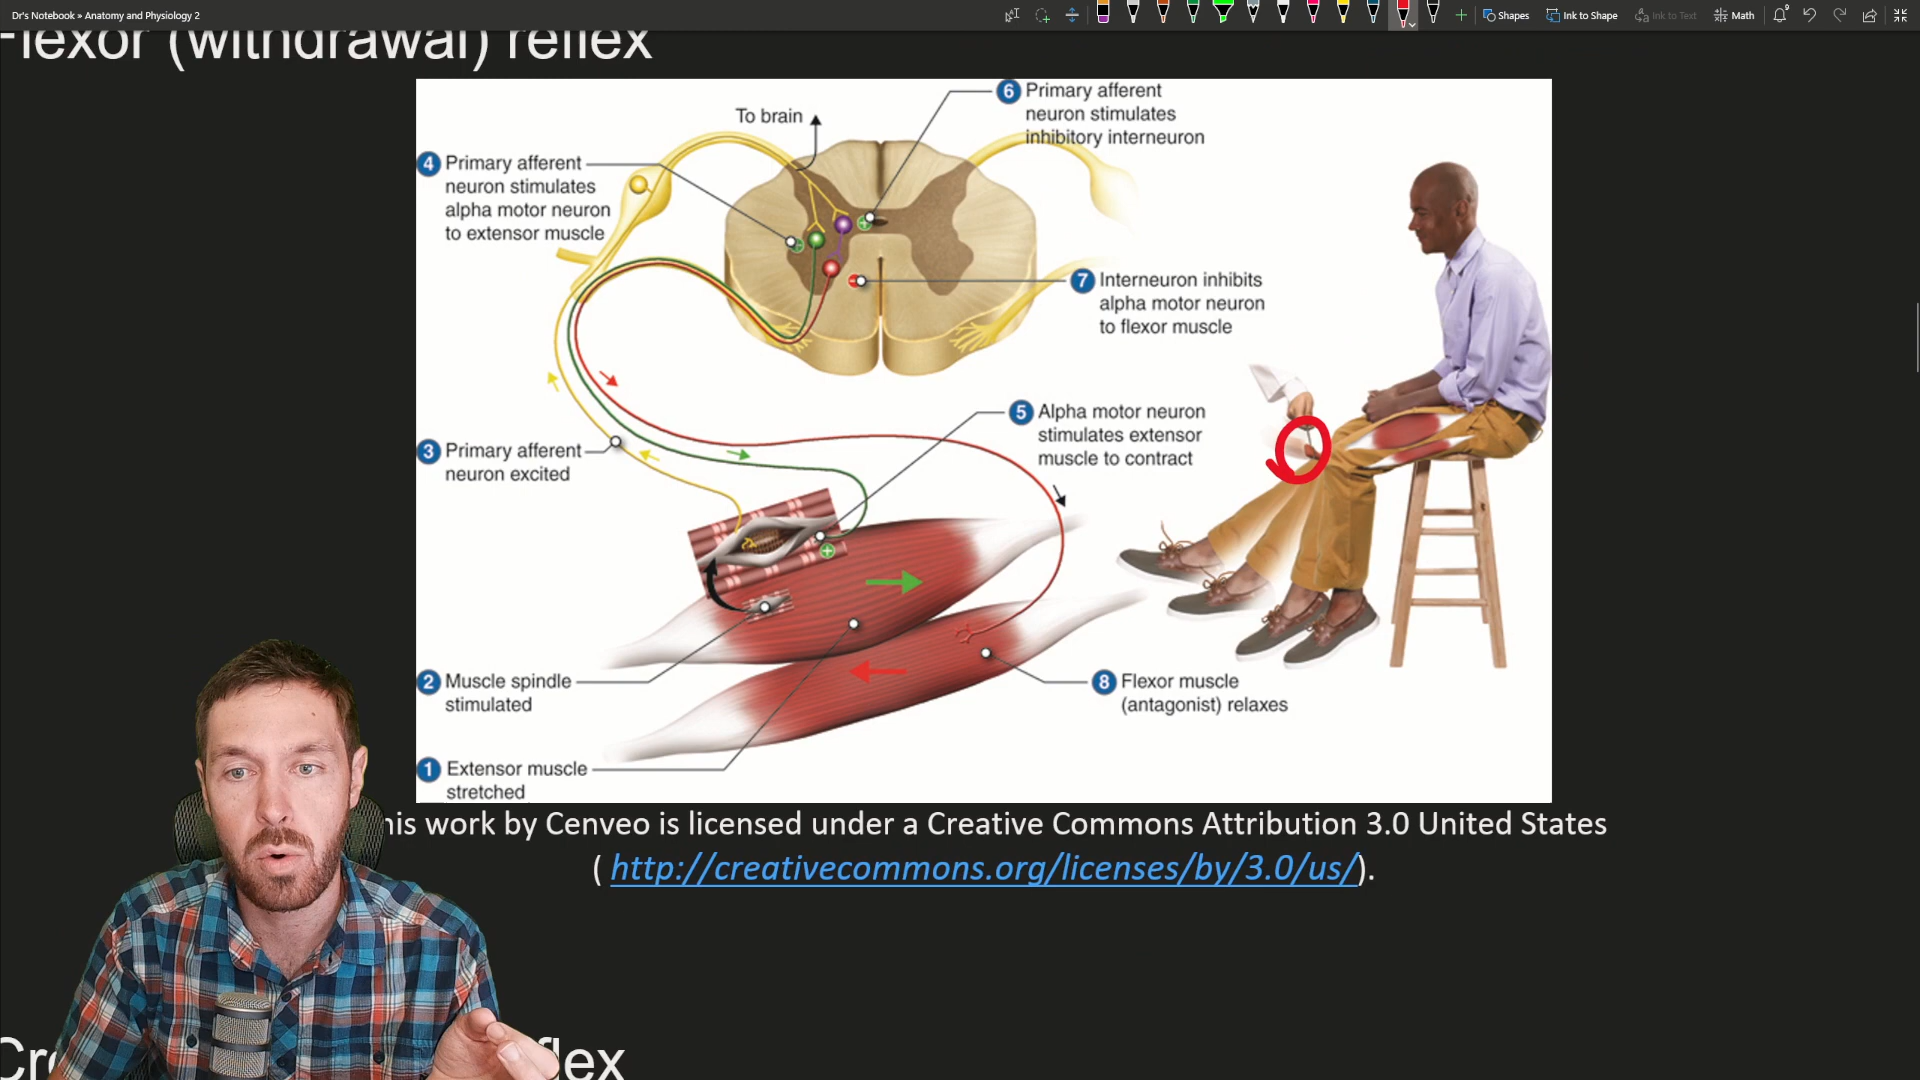 Dr's Notebook » Anatomy and Physiology 2
Shapes
Ink to Shape
Ink to Text
Math
Flexor (withdrawal) reflex
To brain
6 Primary afferent
neuron stimulates
inhibitory interneuron
4 Primary afferent
neuron stimulates
alpha motor neuron
to extensor muscle
7 Interneuron inhibits
alpha motor neuron
to flexor muscle
5 Alpha motor neuron
stimulates extensor
muscle to contract
3 Primary afferent
neuron excited
2 Muscle spindle
stimulated
8 Flexor muscle
(antagonist) relaxes
1 Extensor muscle
stretched
his work by Cenveo is licensed under a Creative Commons Attribution 3.0 United States
( http://creativecommons.org/licenses/by/3.0/us/).